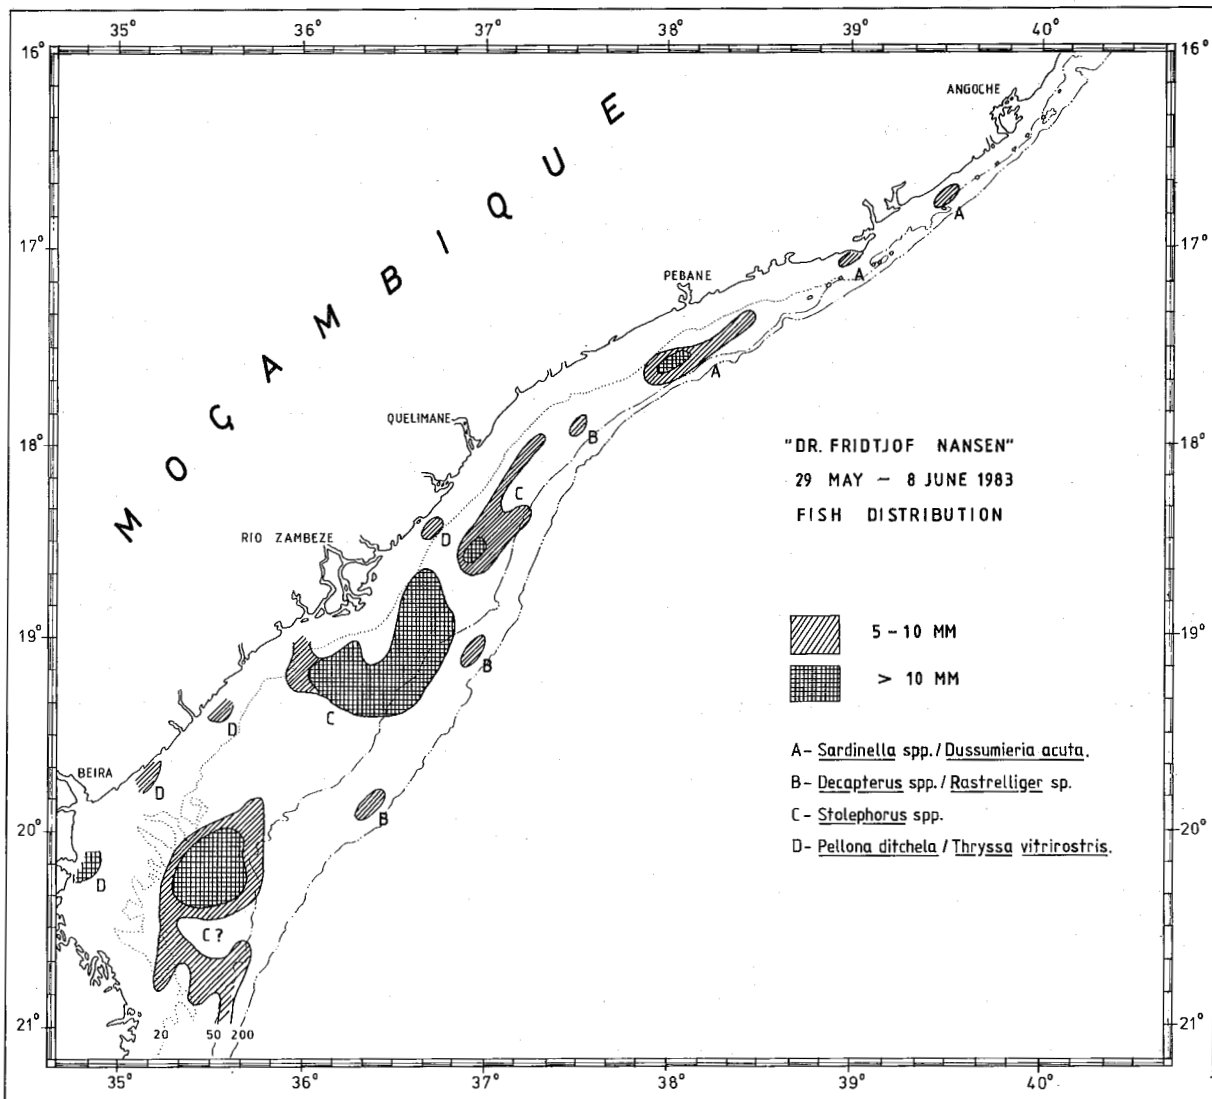 35° 36° 37° 38° 39° 40°
16° 16°
ANGOCHE
MOÇAMBIQUE
A
17° 17°
PEBANE
A
A
QUELIMANE
B
18° 18°
"DR. FRIDTJOF NANSEN"
29 MAY – 8 JUNE 1983
FISH DISTRIBUTION
C
RIO ZAMBEZE
D
19° 19°
5 – 10 MM
B
> 10 MM
C
D
BEIRA
D
A– Sardinella spp./Dussumieria acuta.
B– Decapterus spp./Rastrelliger sp.
C– Stolephorus spp.
D– Pellona ditchela/Thryssa vitrirostris.
B
20° 20°
D
C?
21° 21°
20 50 200
35° 36° 37° 38° 39° 40°